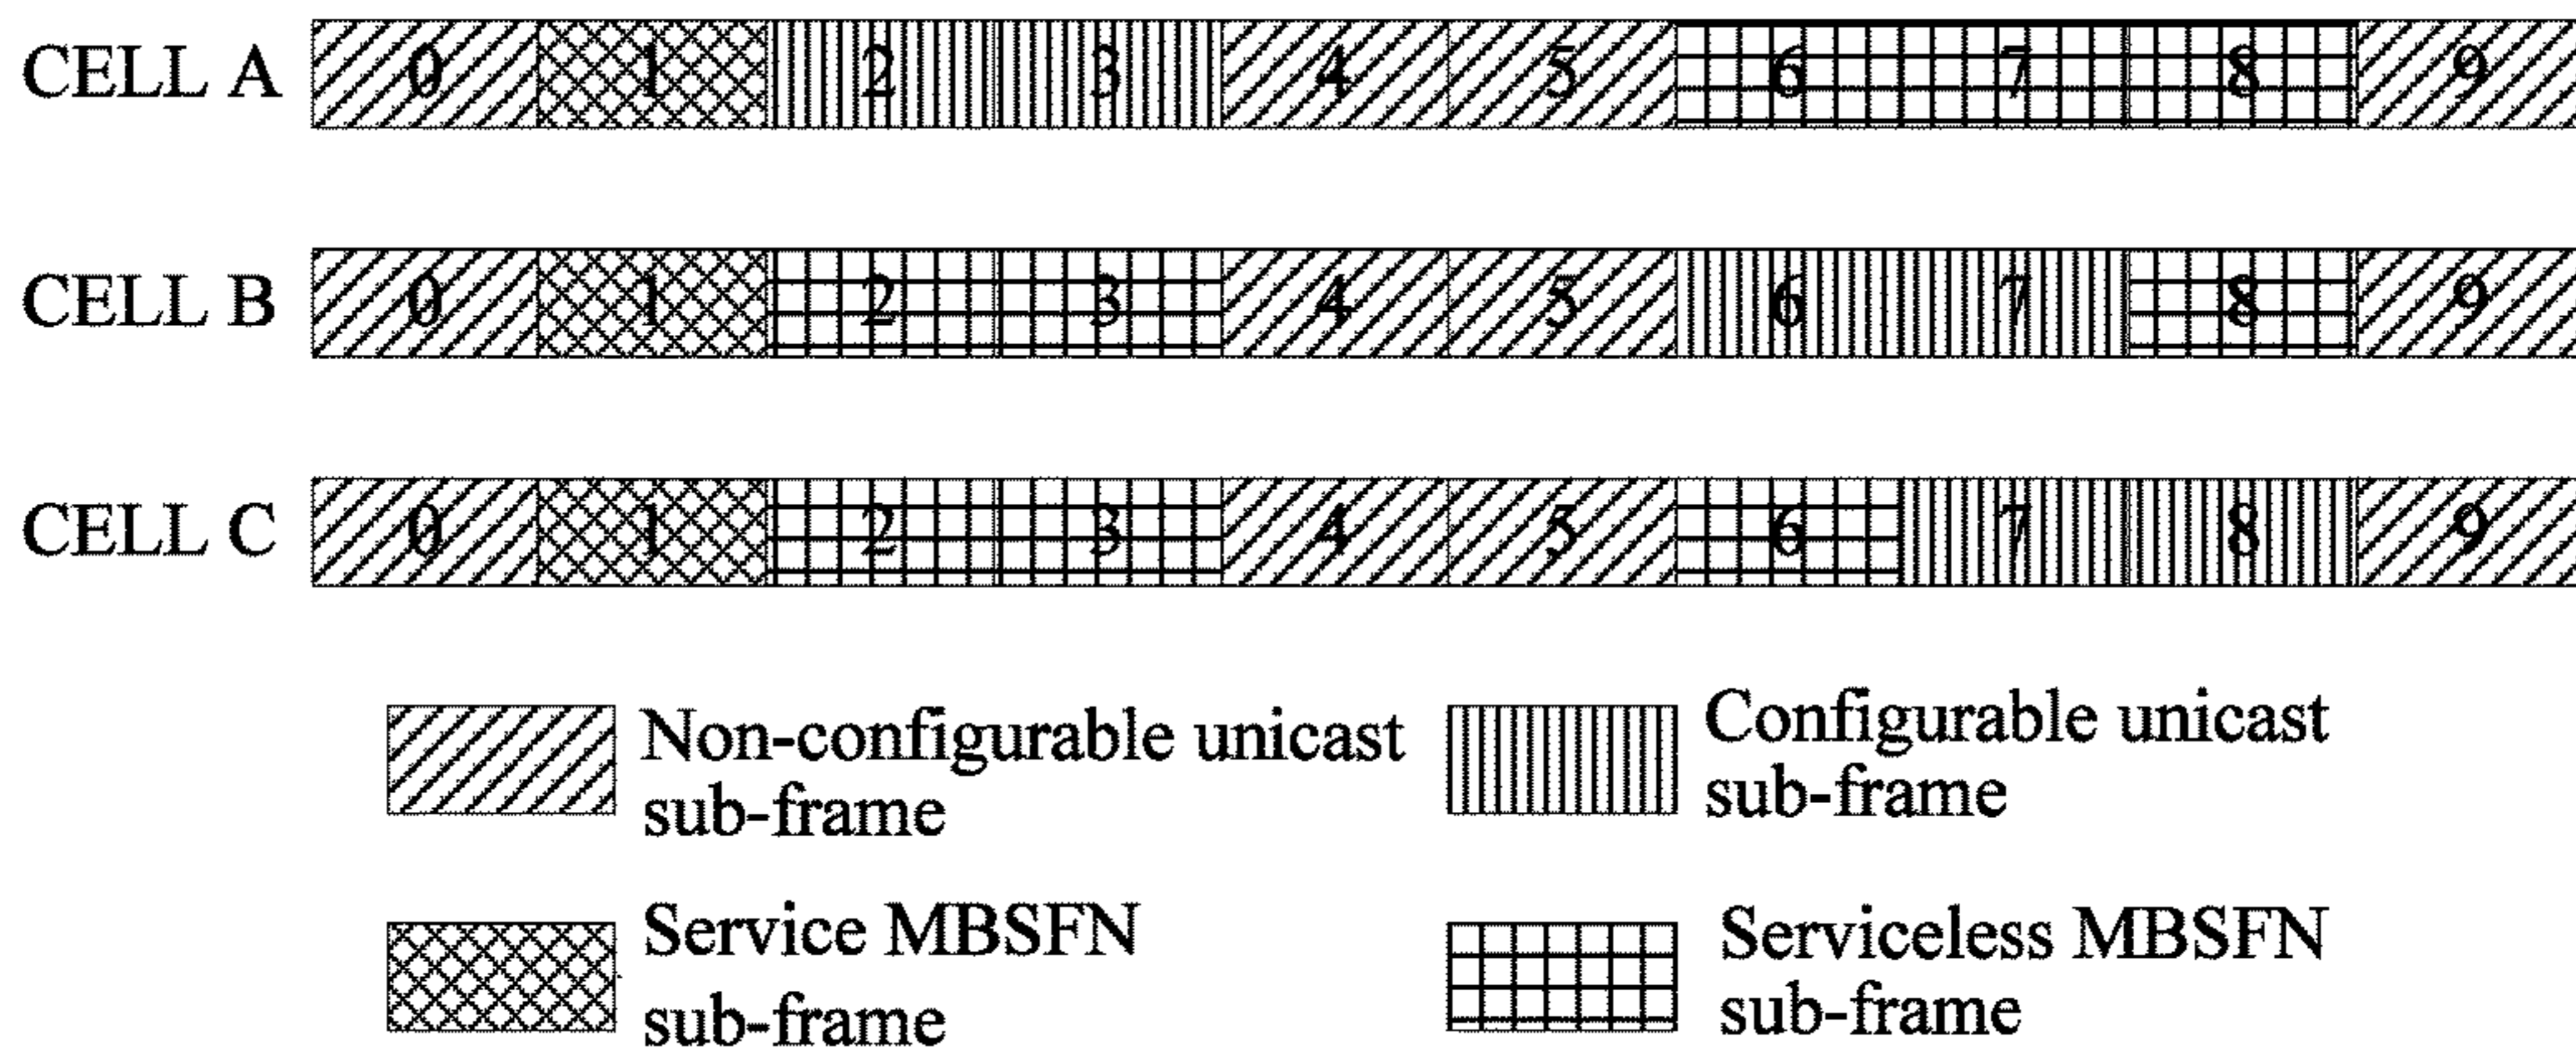 CELL A 0 1 2 3 4 5 6 7 8 9
CELL B 0 1 2 3 4 5 6 7 8 9
CELL C 0 1 2 3 4 5 6 7 8 9
Non-configurable unicast
sub-frame
Configurable unicast
sub-frame
Service MBSFN
sub-frame
Serviceless MBSFN
sub-frame